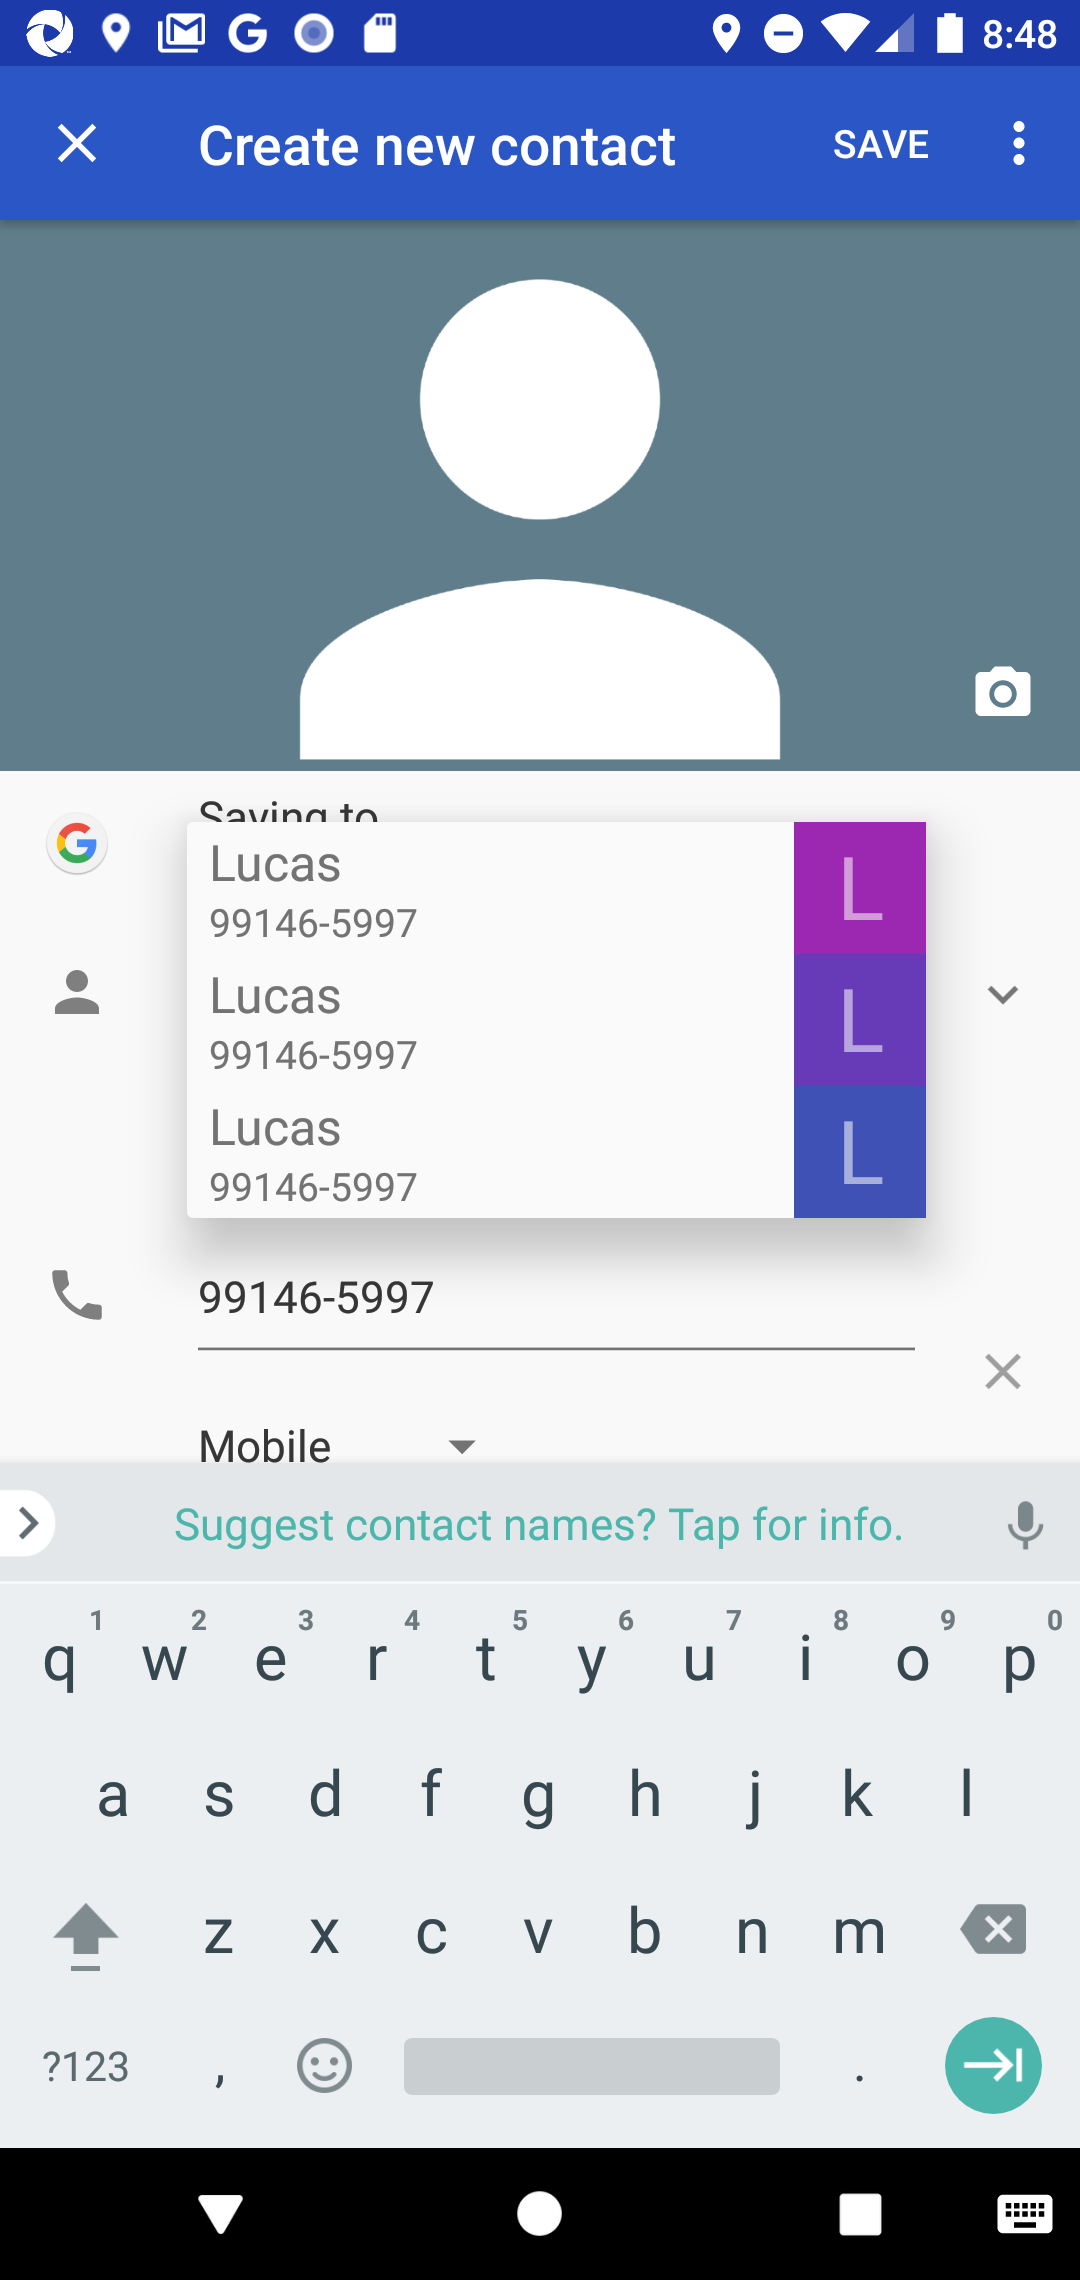 8:48
Create new contact
SAVE
Saving to
Lucas
99146-5997
L
Lucas
99146-5997
L
Lucas
99146-5997
L
99146-5997
Mobile
Suggest contact names? Tap for info.
1 2 3 4 5 6 7 8 9 0
q w e r t y u i o p
a s d f g h j k l
z x c v b n m
?123 , .